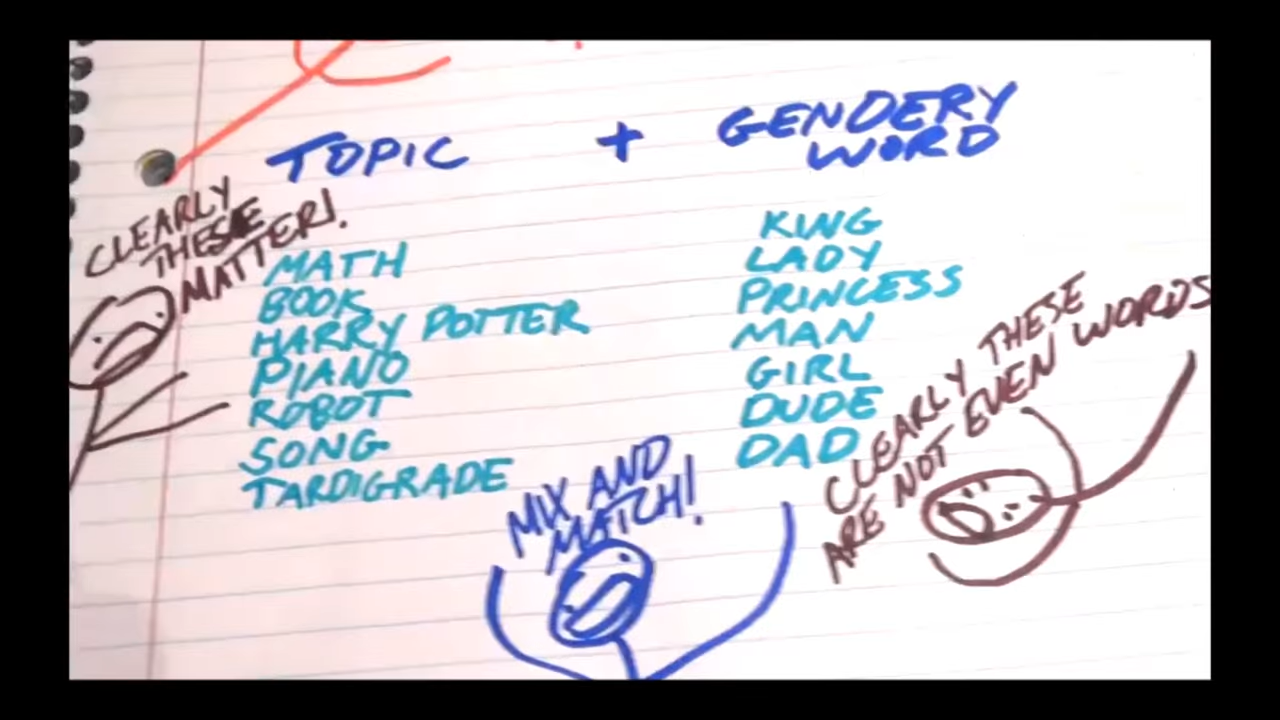 TOPIC + GENDERY
WORD
CLEARLY
THESE
MATTER!
MATH
BOOK
HARRY POTTER
PIANO
ROBOT
SONG
TARDIGRADE
KING
LADY
PRINCESS
MAN
GIRL
DUDE
DAD
CLEARLY THESE
ARE NOT EVEN WORDS
MIX AND
MATCH!